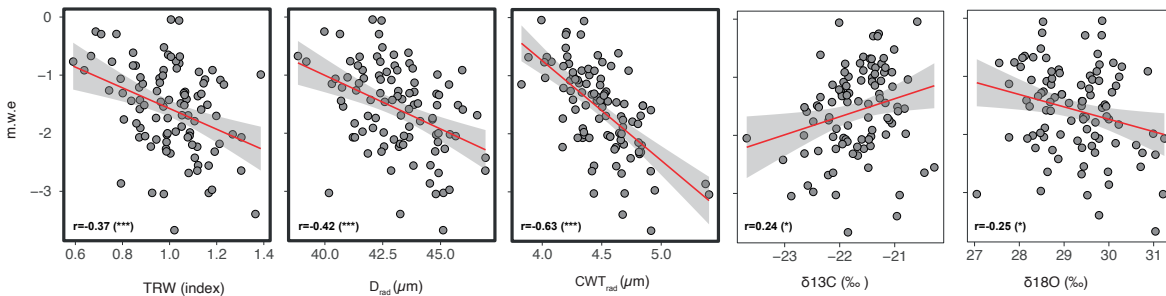 m.w.e
0
−1
−2
−3
r=-0.37 (***)
0.6 0.8 1.0 1.2 1.4
TRW (index)
r=-0.42 (***)
40.0 42.5 45.0
Drad (µm)
r=-0.63 (***)
4.0 4.5 5.0
CWTrad (µm)
r=0.24 (*)
−23 −22 −21
δ13C (‰ )
r=-0.25 (*)
27 28 29 30 31
δ18O (‰)